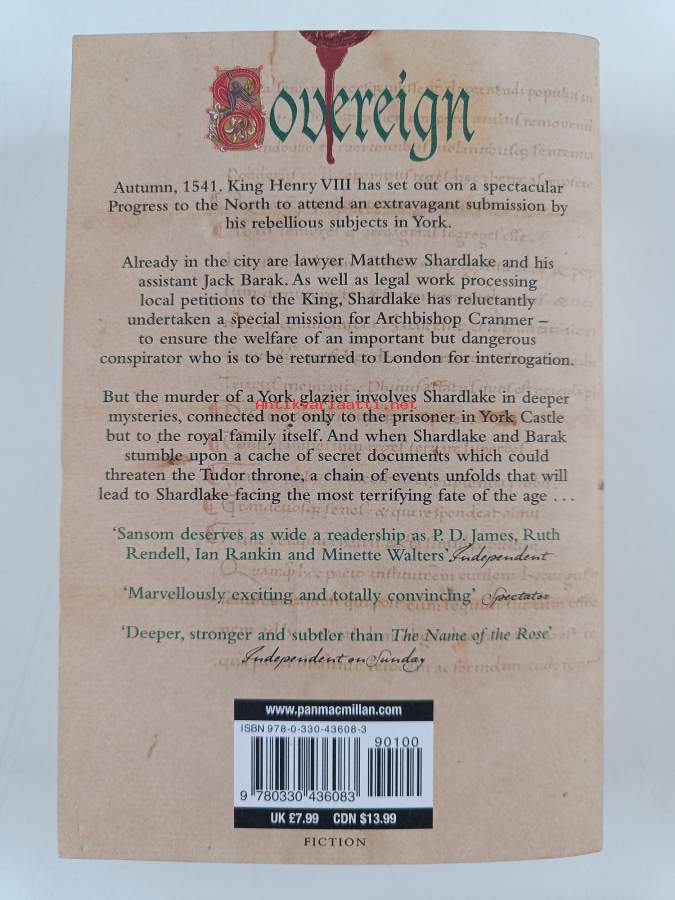 Sovereign
Autumn, 1541. King Henry VIII has set out on a spectacular
Progress to the North to attend an extravagant submission by
his rebellious subjects in York.
Already in the city are lawyer Matthew Shardlake and his
assistant Jack Barak. As well as legal work processing
local petitions to the King, Shardlake has reluctantly
undertaken a special mission for Archbishop Cranmer –
to ensure the welfare of an important but dangerous
conspirator who is to be returned to London for interrogation.
But the murder of a York glazier involves Shardlake in deeper
Antikvariaatti.net
mysteries, connected not only to the prisoner in York Castle
but to the royal family itself. And when Shardlake and Barak
stumble upon a cache of secret documents which could
threaten the Tudor throne, a chain of events unfolds that will
lead to Shardlake facing the most terrifying fate of the age . . .
‘Sansom deserves as wide a readership as P. D. James, Ruth
Rendell, Ian Rankin and Minette Walters’ Independent
‘Marvellously exciting and totally convincing’ Spectator
‘Deeper, stronger and subtler than The Name of the Rose’
Independent on Sunday
www.panmacmillan.com
ISBN 978-0-330-43608-3
90100
9 780330 436083
UK £7.99 CDN $13.99
FICTION